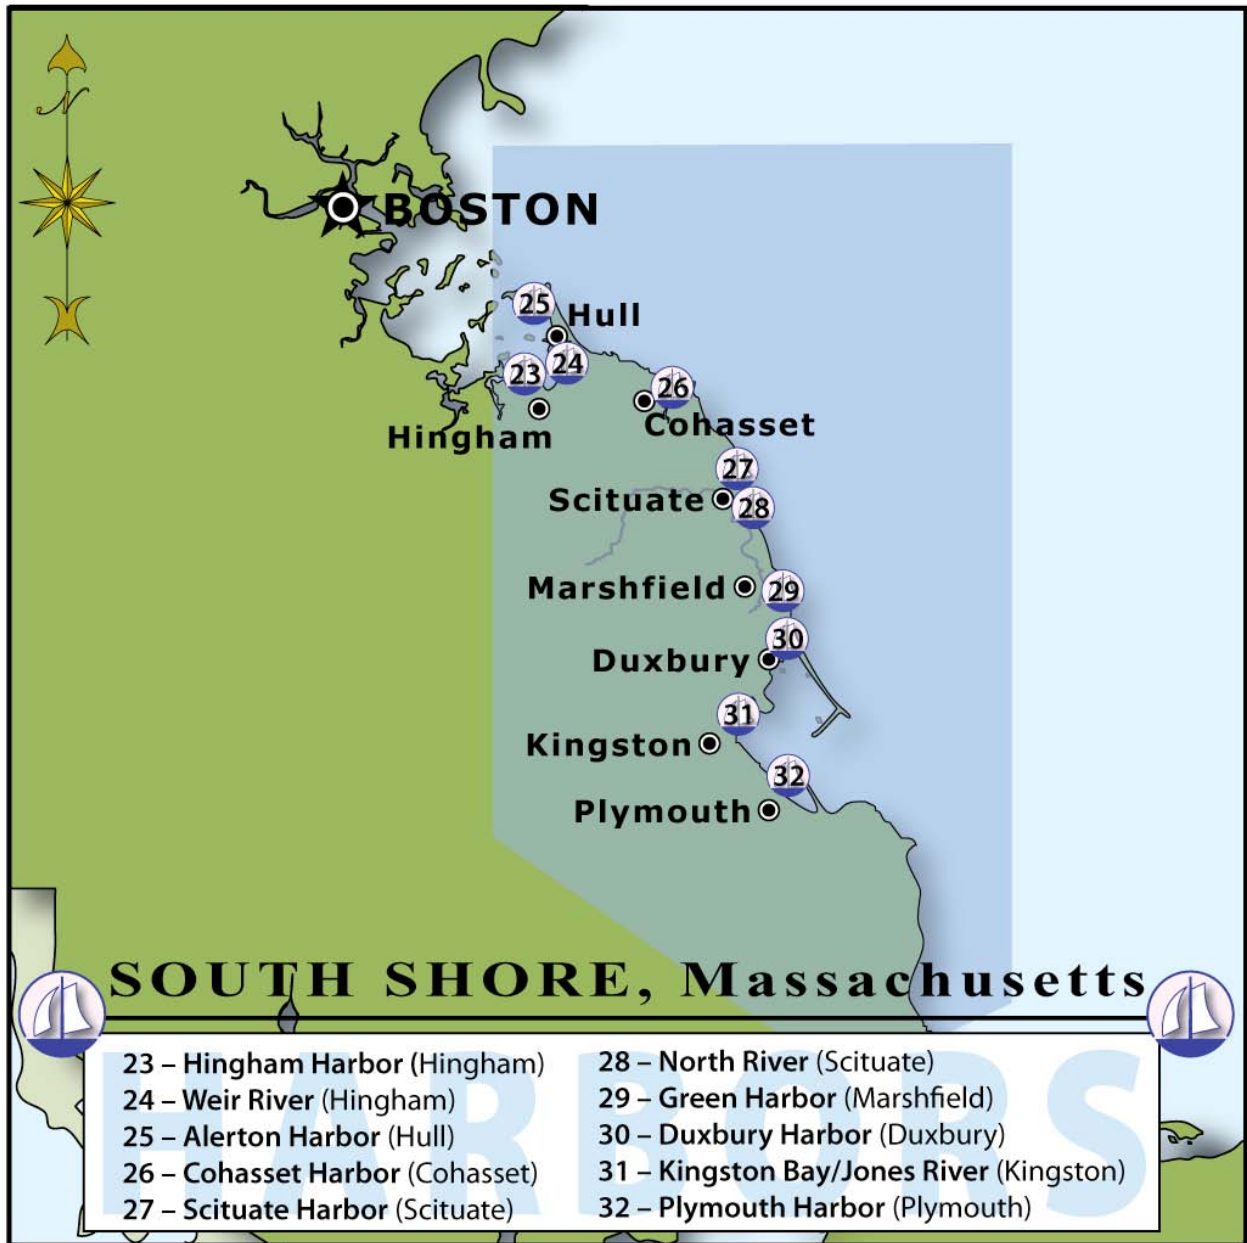 N
BOSTON
25
Hull
24
23
26
Hingham
Cohasset
27
Scituate
28
Marshfield
29
30
Duxbury
31
Kingston
32
Plymouth
SOUTH SHORE, Massachusetts
HARBORS
23 – Hingham Harbor (Hingham)
24 – Weir River (Hingham)
25 – Alerton Harbor (Hull)
26 – Cohasset Harbor (Cohasset)
27 – Scituate Harbor (Scituate)
28 – North River (Scituate)
29 – Green Harbor (Marshfield)
30 – Duxbury Harbor (Duxbury)
31 – Kingston Bay/Jones River (Kingston)
32 – Plymouth Harbor (Plymouth)